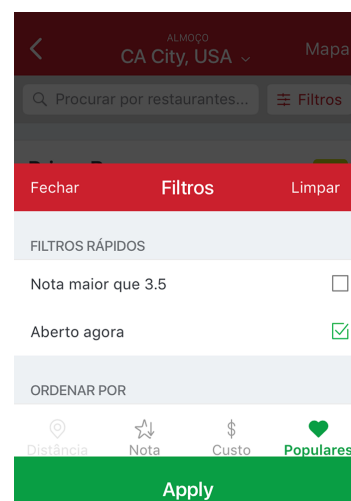 ALMOÇO
CA City, USA
Mapa
Procurar por restaurantes...
Filtros
Fechar
Filtros
Limpar
FILTROS RÁPIDOS
Nota maior que 3.5
Aberto agora
ORDENAR POR
Distância
Nota
Custo
Populares
Apply